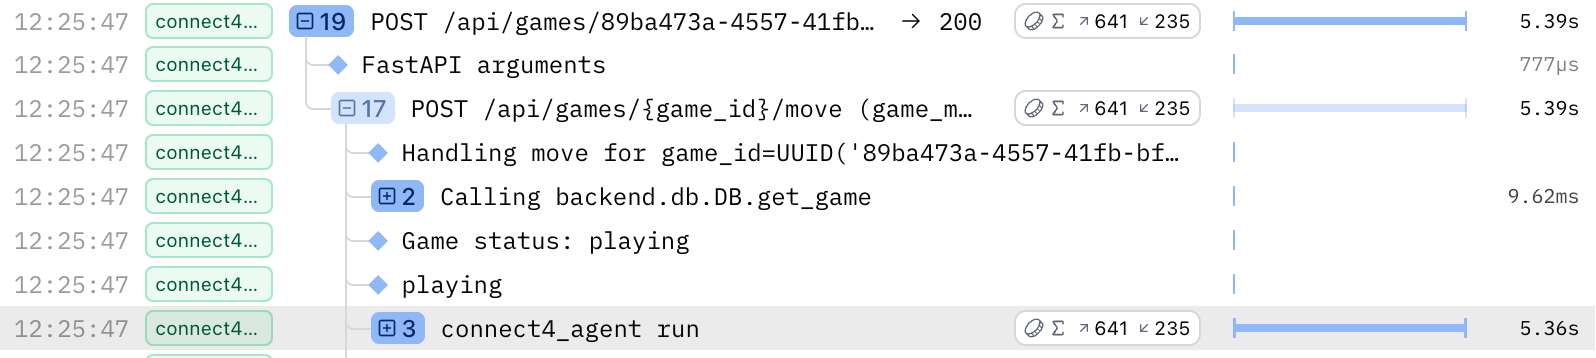 12:25:47 connect4… 19 POST /api/games/89ba473a-4557-41fb… → 200 Σ ↗641 ↙235 5.39s
12:25:47 connect4… FastAPI arguments 777µs
12:25:47 connect4… 17 POST /api/games/{game_id}/move (game_m… Σ ↗641 ↙235 5.39s
12:25:47 connect4… Handling move for game_id=UUID('89ba473a-4557-41fb-bf…
12:25:47 connect4… 2 Calling backend.db.DB.get_game 9.62ms
12:25:47 connect4… Game status: playing
12:25:47 connect4… playing
12:25:47 connect4… 3 connect4_agent run Σ ↗641 ↙235 5.36s